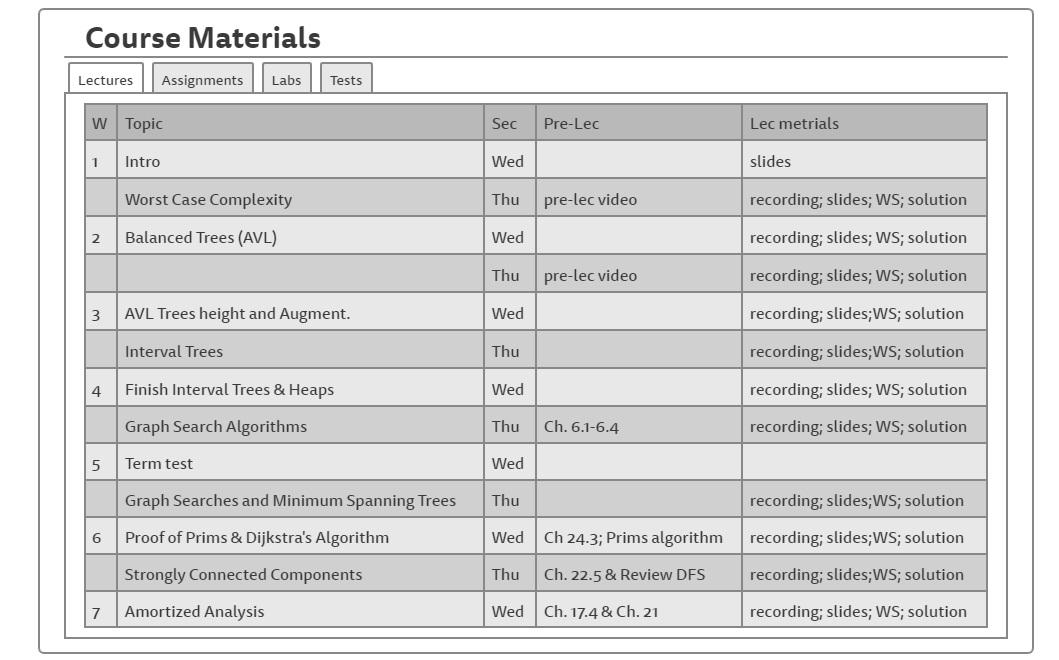 Course Materials
Lectures Assignments Labs Tests
W Topic Sec Pre-Lec Lec metrials
1 Intro Wed slides
Worst Case Complexity Thu pre-lec video recording; slides; WS; solution
2 Balanced Trees (AVL) Wed recording; slides; WS; solution
Thu pre-lec video recording; slides; WS; solution
3 AVL Trees height and Augment. Wed recording; slides;WS; solution
Interval Trees Thu recording; slides;WS; solution
4 Finish Interval Trees & Heaps Wed recording; slides; WS; solution
Graph Search Algorithms Thu Ch. 6.1-6.4 recording; slides; WS; solution
5 Term test Wed
Graph Searches and Minimum Spanning Trees Thu recording; slides;WS; solution
6 Proof of Prims & Dijkstra's Algorithm Wed Ch 24.3; Prims algorithm recording; slides;WS; solution
Strongly Connected Components Thu Ch. 22.5 & Review DFS recording; slides;WS; solution
7 Amortized Analysis Wed Ch. 17.4 & Ch. 21 recording; slides; WS; solution